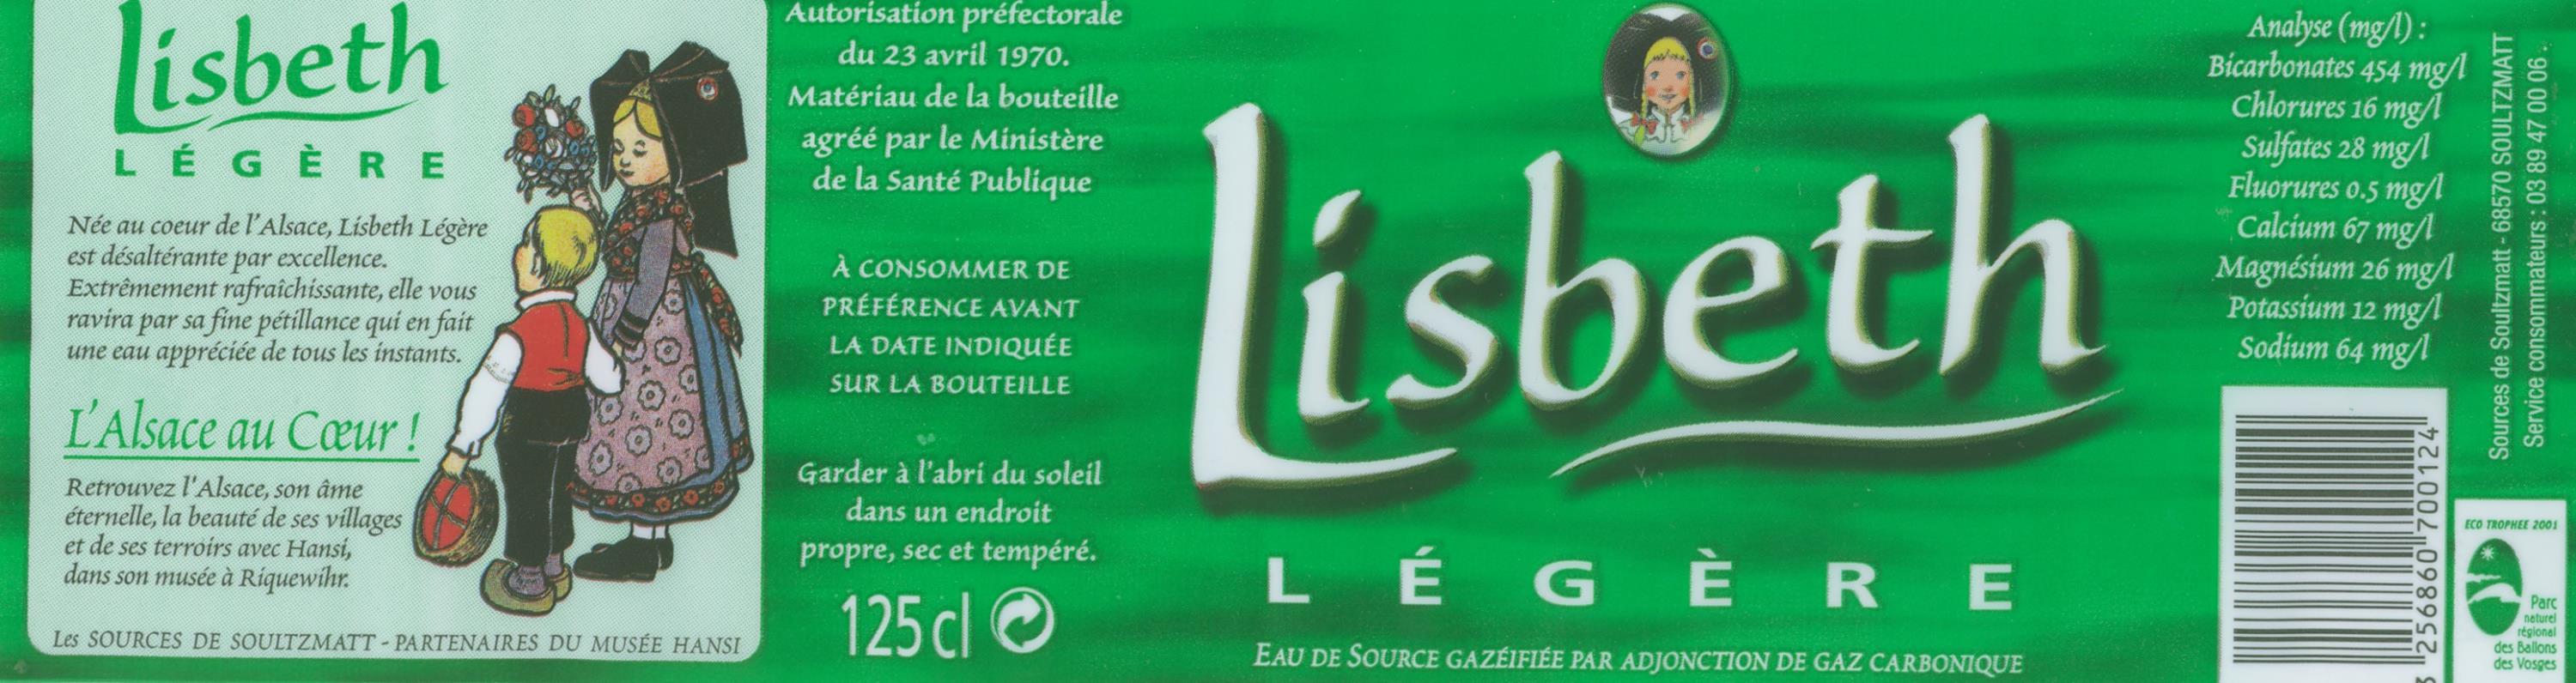 Lisbeth
LÉGÈRE
Née au coeur de l'Alsace, Lisbeth Légère
est désaltérante par excellence.
Extrêmement rafraîchissante, elle vous
ravira par sa fine pétillance qui en fait
une eau appréciée de tous les instants.
L'Alsace au Cœur !
Retrouvez l'Alsace, son âme
éternelle, la beauté de ses villages
et de ses terroirs avec Hansi,
dans son musée à Riquewihr.
Les SOURCES DE SOULTZMATT - PARTENAIRES DU MUSÉE HANSI
Autorisation préfectorale
du 23 avril 1970.
Matériau de la bouteille
agréé par le Ministère
de la Santé Publique
À CONSOMMER DE
PRÉFÉRENCE AVANT
LA DATE INDIQUÉE
SUR LA BOUTEILLE
Garder à l'abri du soleil
dans un endroit
propre, sec et tempéré.
125 cl
Lisbeth
LÉGÈRE
EAU DE SOURCE GAZÉIFIÉE PAR ADJONCTION DE GAZ CARBONIQUE
Analyse (mg/l) :
Bicarbonates 454 mg/l
Chlorures 16 mg/l
Sulfates 28 mg/l
Fluorures 0.5 mg/l
Calcium 67 mg/l
Magnésium 26 mg/l
Potassium 12 mg/l
Sodium 64 mg/l
3 256860 700124
Sources de Soultzmatt - 68570 SOULTZMATT
Service consommateurs : 03 89 47 00 06.
ECO TROPHEE 2001
Parc
naturel
régional
des Ballons
des Vosges